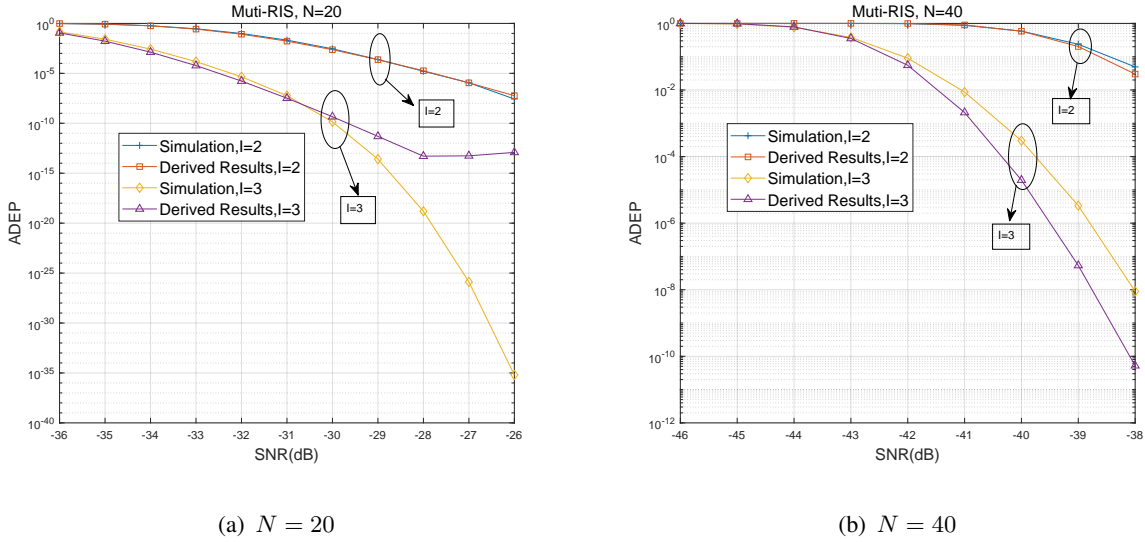 Muti-RIS, N=20
10^0
10^-5
10^-10
10^-15
10^-20
10^-25
10^-30
10^-35
10^-40
ADEP
I=2
Simulation,I=2
Derived Results,I=2
Simulation,I=3
Derived Results,I=3
I=3
-36 -35 -34 -33 -32 -31 -30 -29 -28 -27 -26
SNR(dB)
(a) N = 20
Muti-RIS, N=40
10^0
10^-2
10^-4
10^-6
10^-8
10^-10
10^-12
ADEP
I=2
Simulation,I=2
Derived Results,I=2
Simulation,I=3
Derived Results,I=3
I=3
-46 -45 -44 -43 -42 -41 -40 -39 -38
SNR(dB)
(b) N = 40